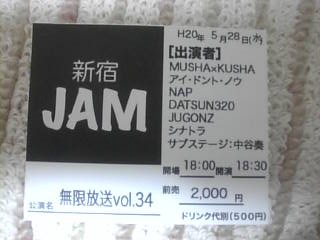 新宿
JAM
公演名 無限放送vol.34
H20年 5月28日(水)
[出演者]
MUSHA×KUSHA
アイ・ドント・ノウ
NAP
DATSUN320
JUGONZ
シナトラ
サブステージ:中谷奏
開場 18:00 開演 18:30
前売 2,000 円
ドリンク代別(500円)